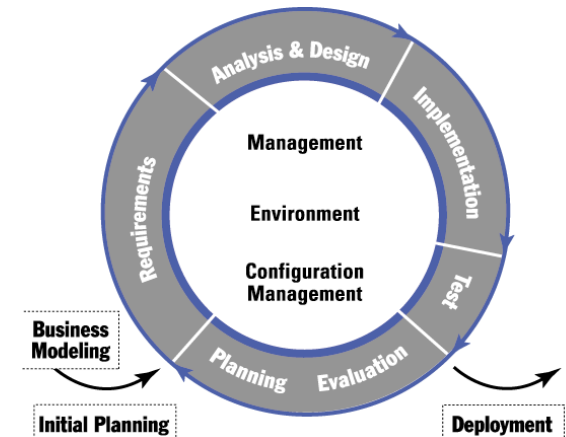 Analysis & Design
Implementation
Management
Requirements
Environment
Configuration
Management
Test
Business
Modeling
Planning
Evaluation
Initial Planning
Deployment